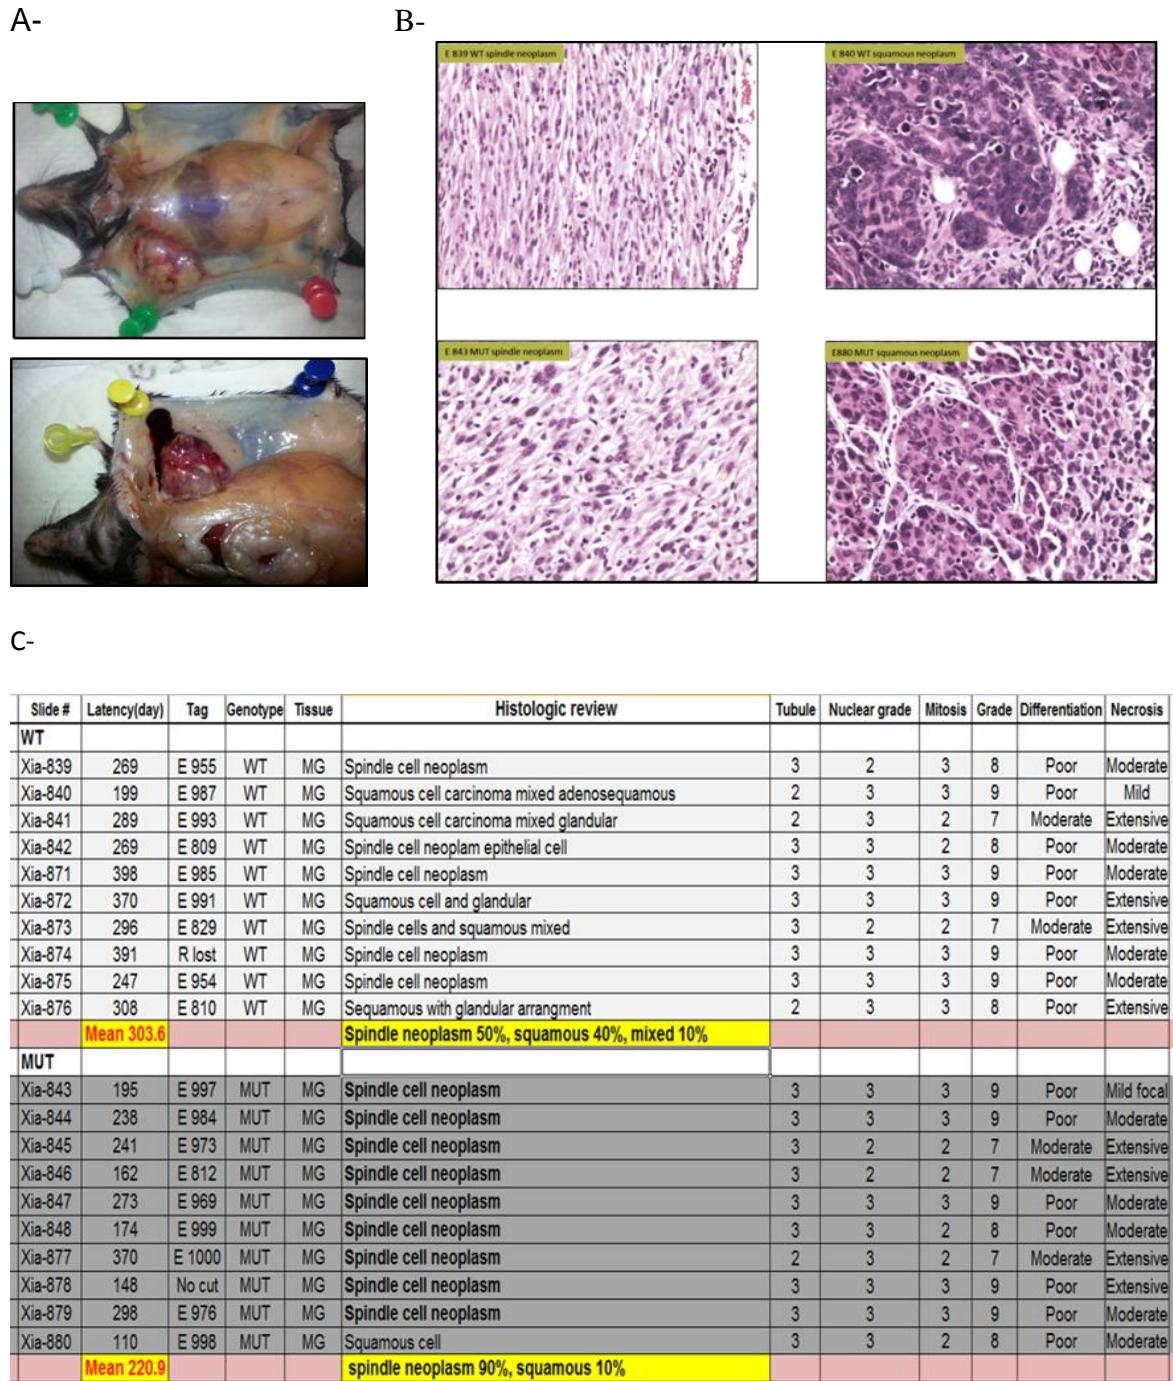 A-
B-
E 839 WT spindle neoplasm
E 840 WT squamous neoplasm
E 843 MUT spindle neoplasm
E880 MUT squamous neoplasm
C-
Slide # Latency(day) Tag Genotype Tissue Histologic review Tubule Nuclear grade Mitosis Grade Differentiation Necrosis
WT
Xia-839 269 E 955 WT MG Spindle cell neoplasm 3 2 3 8 Poor Moderate
Xia-840 199 E 987 WT MG Squamous cell carcinoma mixed adenosequamous 2 3 3 9 Poor Mild
Xia-841 289 E 993 WT MG Squamous cell carcinoma mixed glandular 2 3 2 7 Moderate Extensive
Xia-842 269 E 809 WT MG Spindle cell neoplam epithelial cell 3 3 2 8 Poor Moderate
Xia-871 398 E 985 WT MG Spindle cell neoplasm 3 3 3 9 Poor Moderate
Xia-872 370 E 991 WT MG Squamous cell and glandular 3 3 3 9 Poor Extensive
Xia-873 296 E 829 WT MG Spindle cells and squamous mixed 3 2 2 7 Moderate Extensive
Xia-874 391 R lost WT MG Spindle cell neoplasm 3 3 3 9 Poor Moderate
Xia-875 247 E 954 WT MG Spindle cell neoplasm 3 3 3 9 Poor Moderate
Xia-876 308 E 810 WT MG Sequamous with glandular arrangment 2 3 3 8 Poor Extensive
Mean 303.6 Spindle neoplasm 50%, squamous 40%, mixed 10%
MUT
Xia-843 195 E 997 MUT MG Spindle cell neoplasm 3 3 3 9 Poor Mild focal
Xia-844 238 E 984 MUT MG Spindle cell neoplasm 3 3 3 9 Poor Moderate
Xia-845 241 E 973 MUT MG Spindle cell neoplasm 3 2 2 7 Moderate Extensive
Xia-846 162 E 812 MUT MG Spindle cell neoplasm 3 2 2 7 Moderate Extensive
Xia-847 273 E 969 MUT MG Spindle cell neoplasm 3 3 3 9 Poor Moderate
Xia-848 174 E 999 MUT MG Spindle cell neoplasm 3 3 2 8 Poor Moderate
Xia-877 370 E 1000 MUT MG Spindle cell neoplasm 2 3 2 7 Moderate Extensive
Xia-878 148 No cut MUT MG Spindle cell neoplasm 3 3 3 9 Poor Extensive
Xia-879 298 E 976 MUT MG Spindle cell neoplasm 3 3 3 9 Poor Moderate
Xia-880 110 E 998 MUT MG Squamous cell 3 3 2 8 Poor Moderate
Mean 220.9 spindle neoplasm 90%, squamous 10%